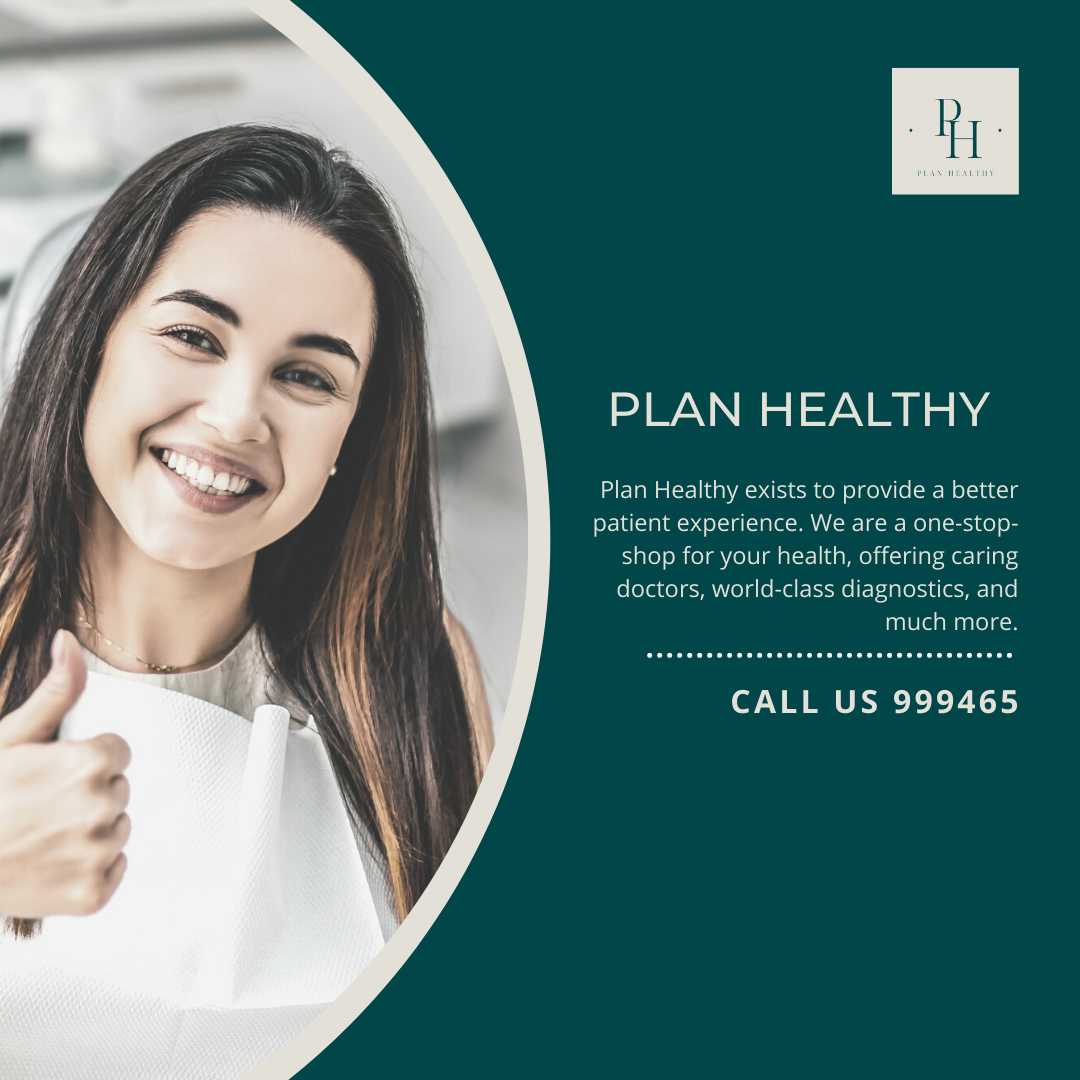 PH
PLAN HEALTHY
PLAN HEALTHY
Plan Healthy exists to provide a better
patient experience. We are a one-stop-
shop for your health, offering caring
doctors, world-class diagnostics, and
much more.
CALL US 999465